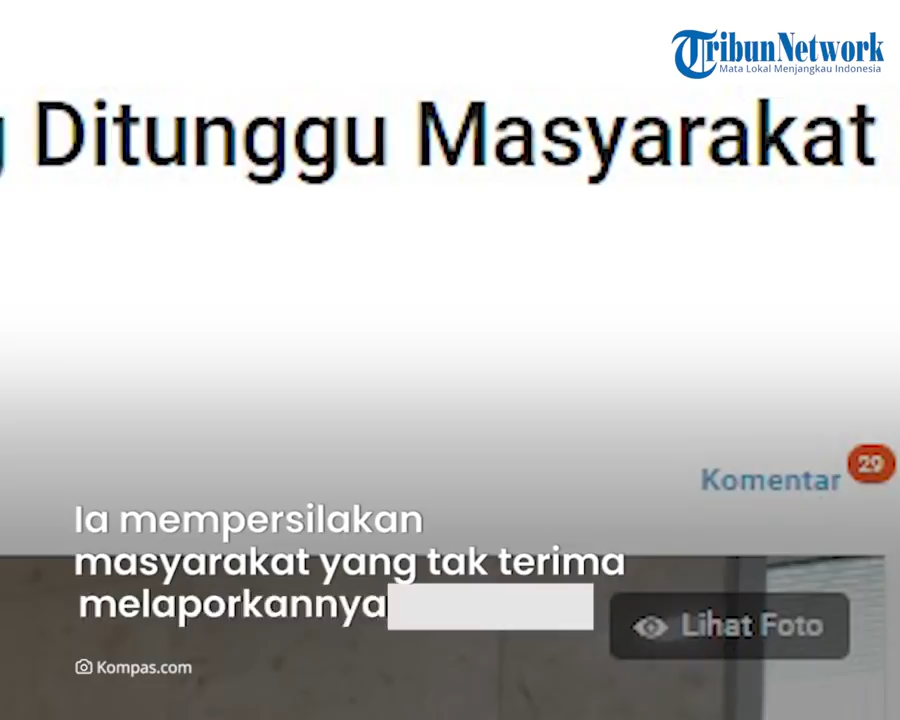 TribunNetwork
Mata Lokal Menjangkau Indonesia
Ditunggu Masyarakat
Komentar 29
Ia mempersilakan
masyarakat yang tak terima
melaporkannya
Lihat Foto
Kompas.com